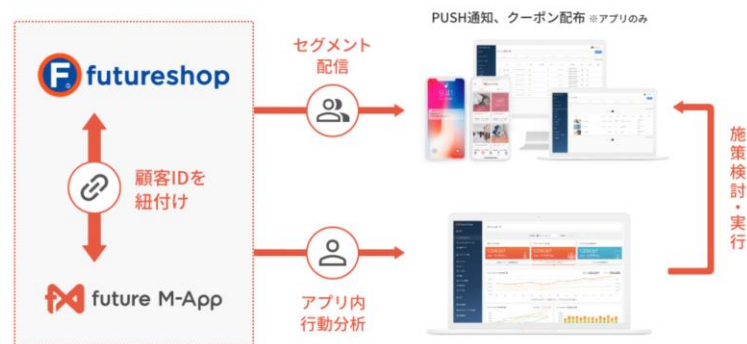 PUSH通知、クーポン配布 ※アプリのみ
セグメント
配信
futureshop
顧客IDを
紐付け
施策検討・実行
future M-App
アプリ内
行動分析